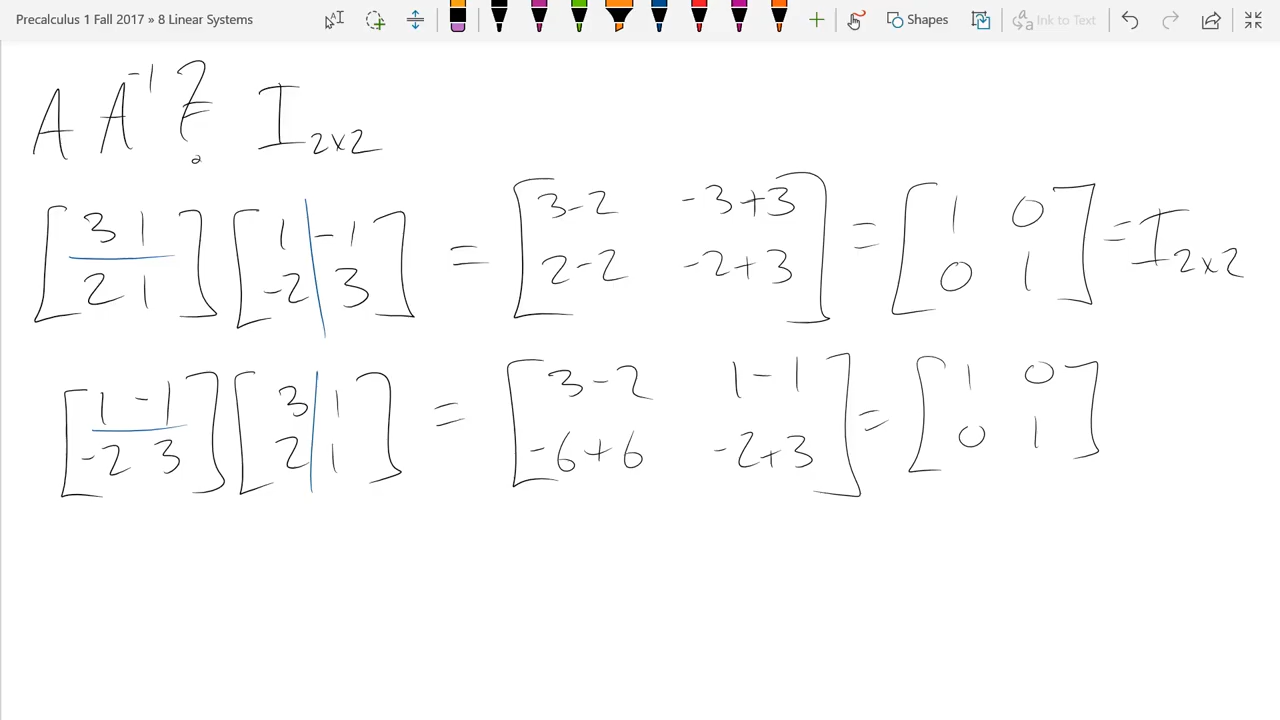 Precalculus 1 Fall 2017 » 8 Linear Systems
Shapes
Ink to Text
A A⁻¹ ≟ I₂ₓ₂
[3 1; 2 1] [1 -1; -2 3] = [3-2 -3+3; 2-2 -2+3] = [1 0; 0 1] = I₂ₓ₂
[1 -1; -2 3] [3 1; 2 1] = [3-2 1-1; -6+6 -2+3] = [1 0; 0 1]